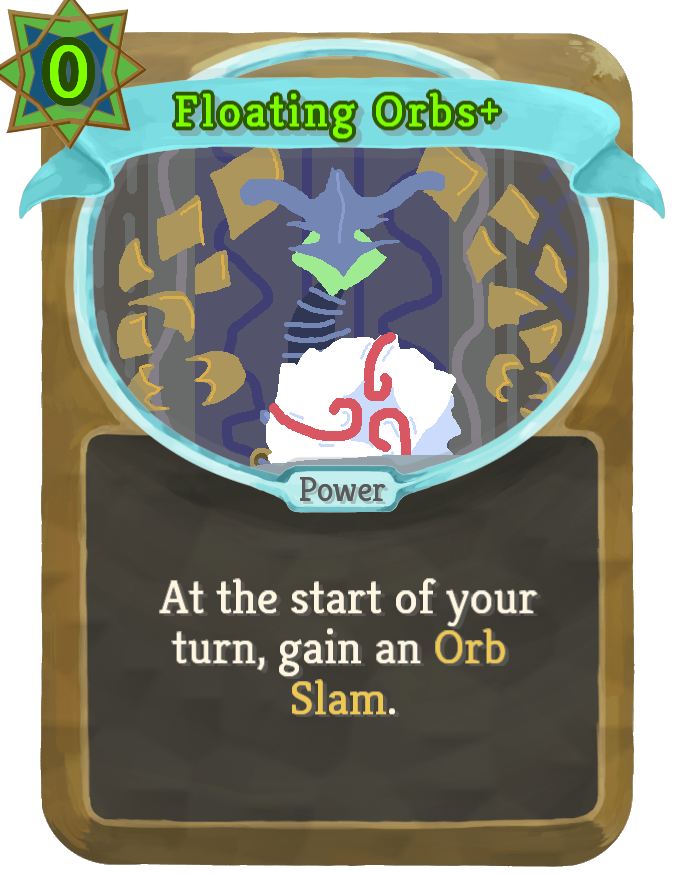 0
Floating Orbs+
Power
At the start of your
turn, gain an Orb
Slam.